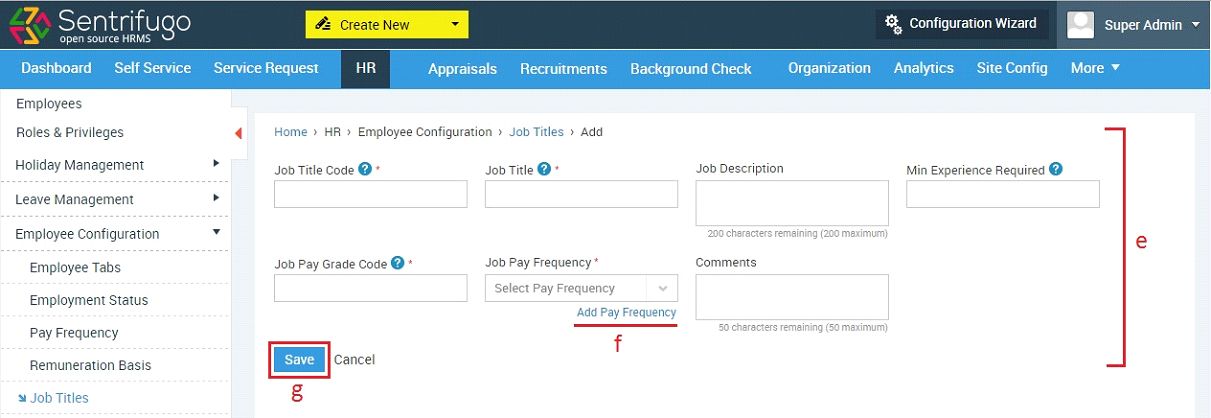 Sentrifugo
open source HRMS
Create New
Configuration Wizard
Super Admin
Dashboard Self Service Service Request HR Appraisals Recruitments Background Check Organization Analytics Site Config More
Employees
Roles & Privileges
Holiday Management
Leave Management
Employee Configuration
Employee Tabs
Employment Status
Pay Frequency
Remuneration Basis
Job Titles
Home › HR › Employee Configuration › Job Titles › Add
Job Title Code ? *
Job Title ? *
Job Description
200 characters remaining (200 maximum)
Min Experience Required ?
Job Pay Grade Code ? *
Job Pay Frequency *
Select Pay Frequency
Add Pay Frequency
Comments
50 characters remaining (50 maximum)
e
f
Save Cancel
g